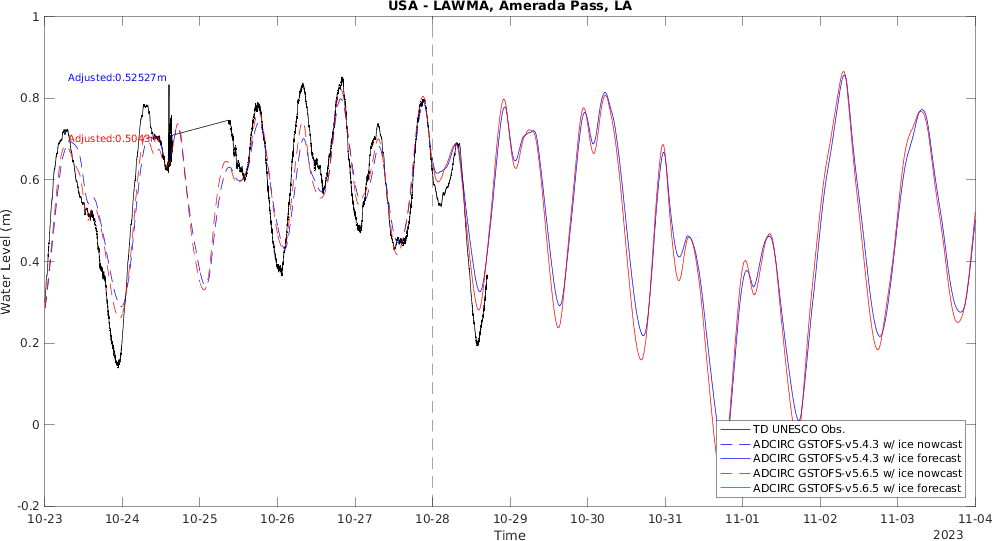 USA - LAWMA, Amerada Pass, LA
Adjusted:0.52527m
Water Level (m)
1
0.8
0.6
0.4
0.2
0
-0.2
TD UNESCO Obs.
ADCIRC GSTOFS-v5.4.3 w/ ice nowcast
ADCIRC GSTOFS-v5.4.3 w/ ice forecast
ADCIRC GSTOFS-v5.6.5 w/ ice nowcast
ADCIRC GSTOFS-v5.6.5 w/ ice forecast
10-23 10-24 10-25 10-26 10-27 10-28 10-29 10-30 10-31 11-01 11-02 11-03 11-04
Time
2023